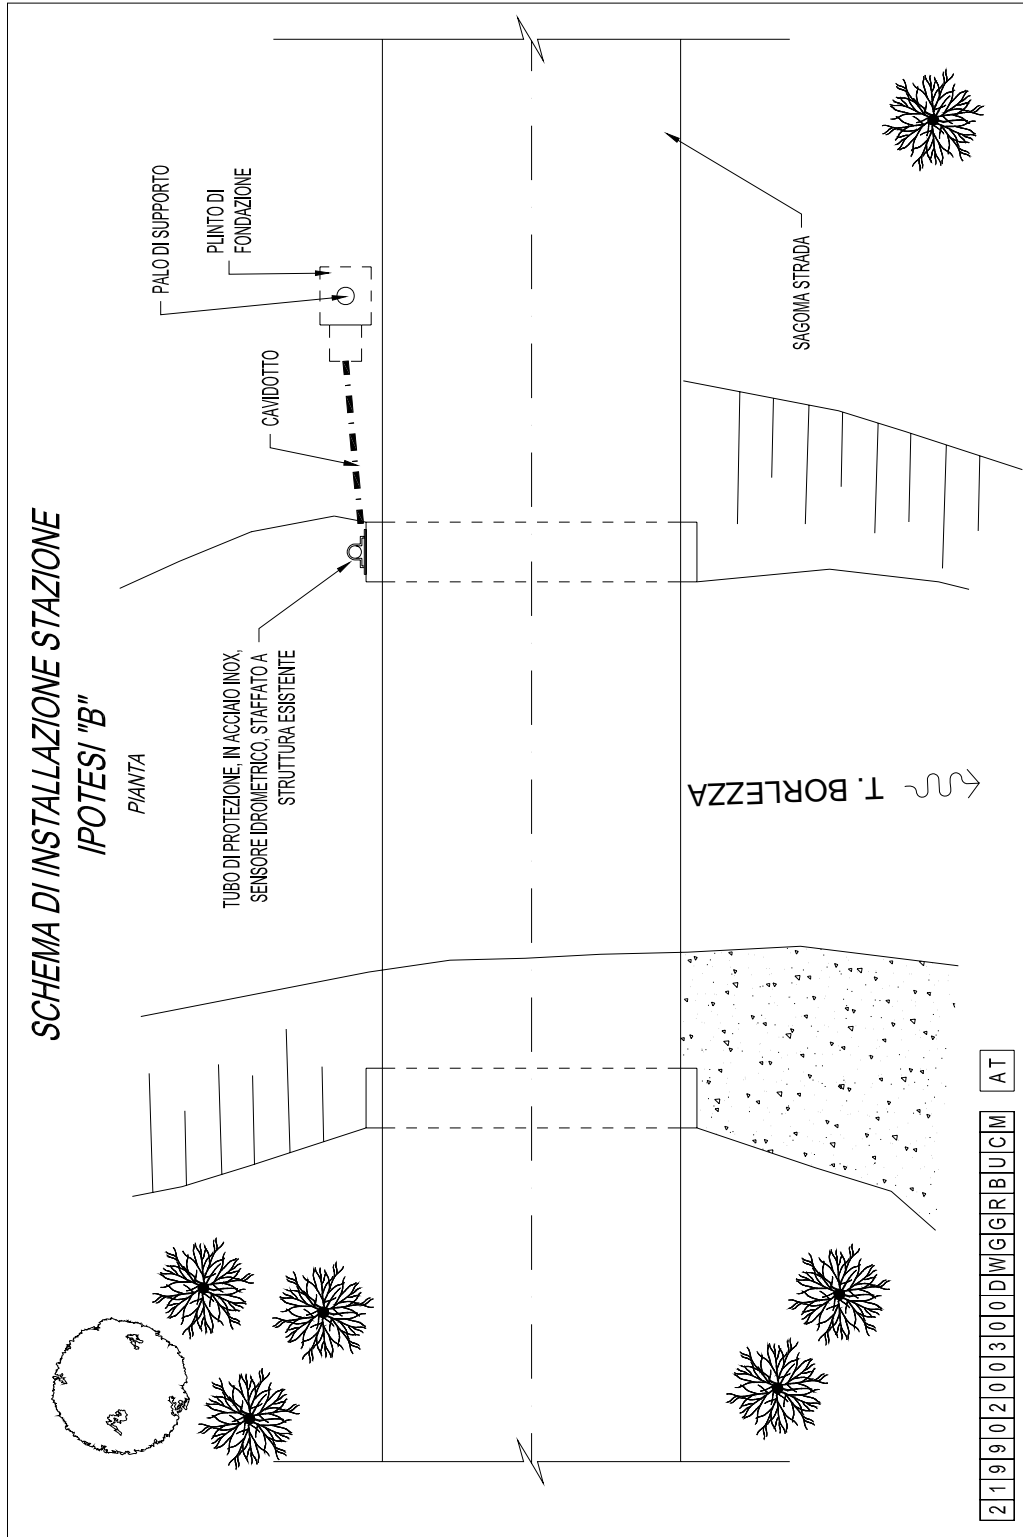 SCHEMA DI INSTALLAZIONE STAZIONE
IPOTESI "B"
PIANTA
PALO DI SUPPORTO
PLINTO DI
FONDAZIONE
CAVIDOTTO
TUBO DI PROTEZIONE, IN ACCIAIO INOX,
SENSORE IDROMETRICO, STAFFATO A
STRUTTURA ESISTENTE
SAGOMA STRADA
T. BORLEZZA
21990200300DWGGRBUCM AT